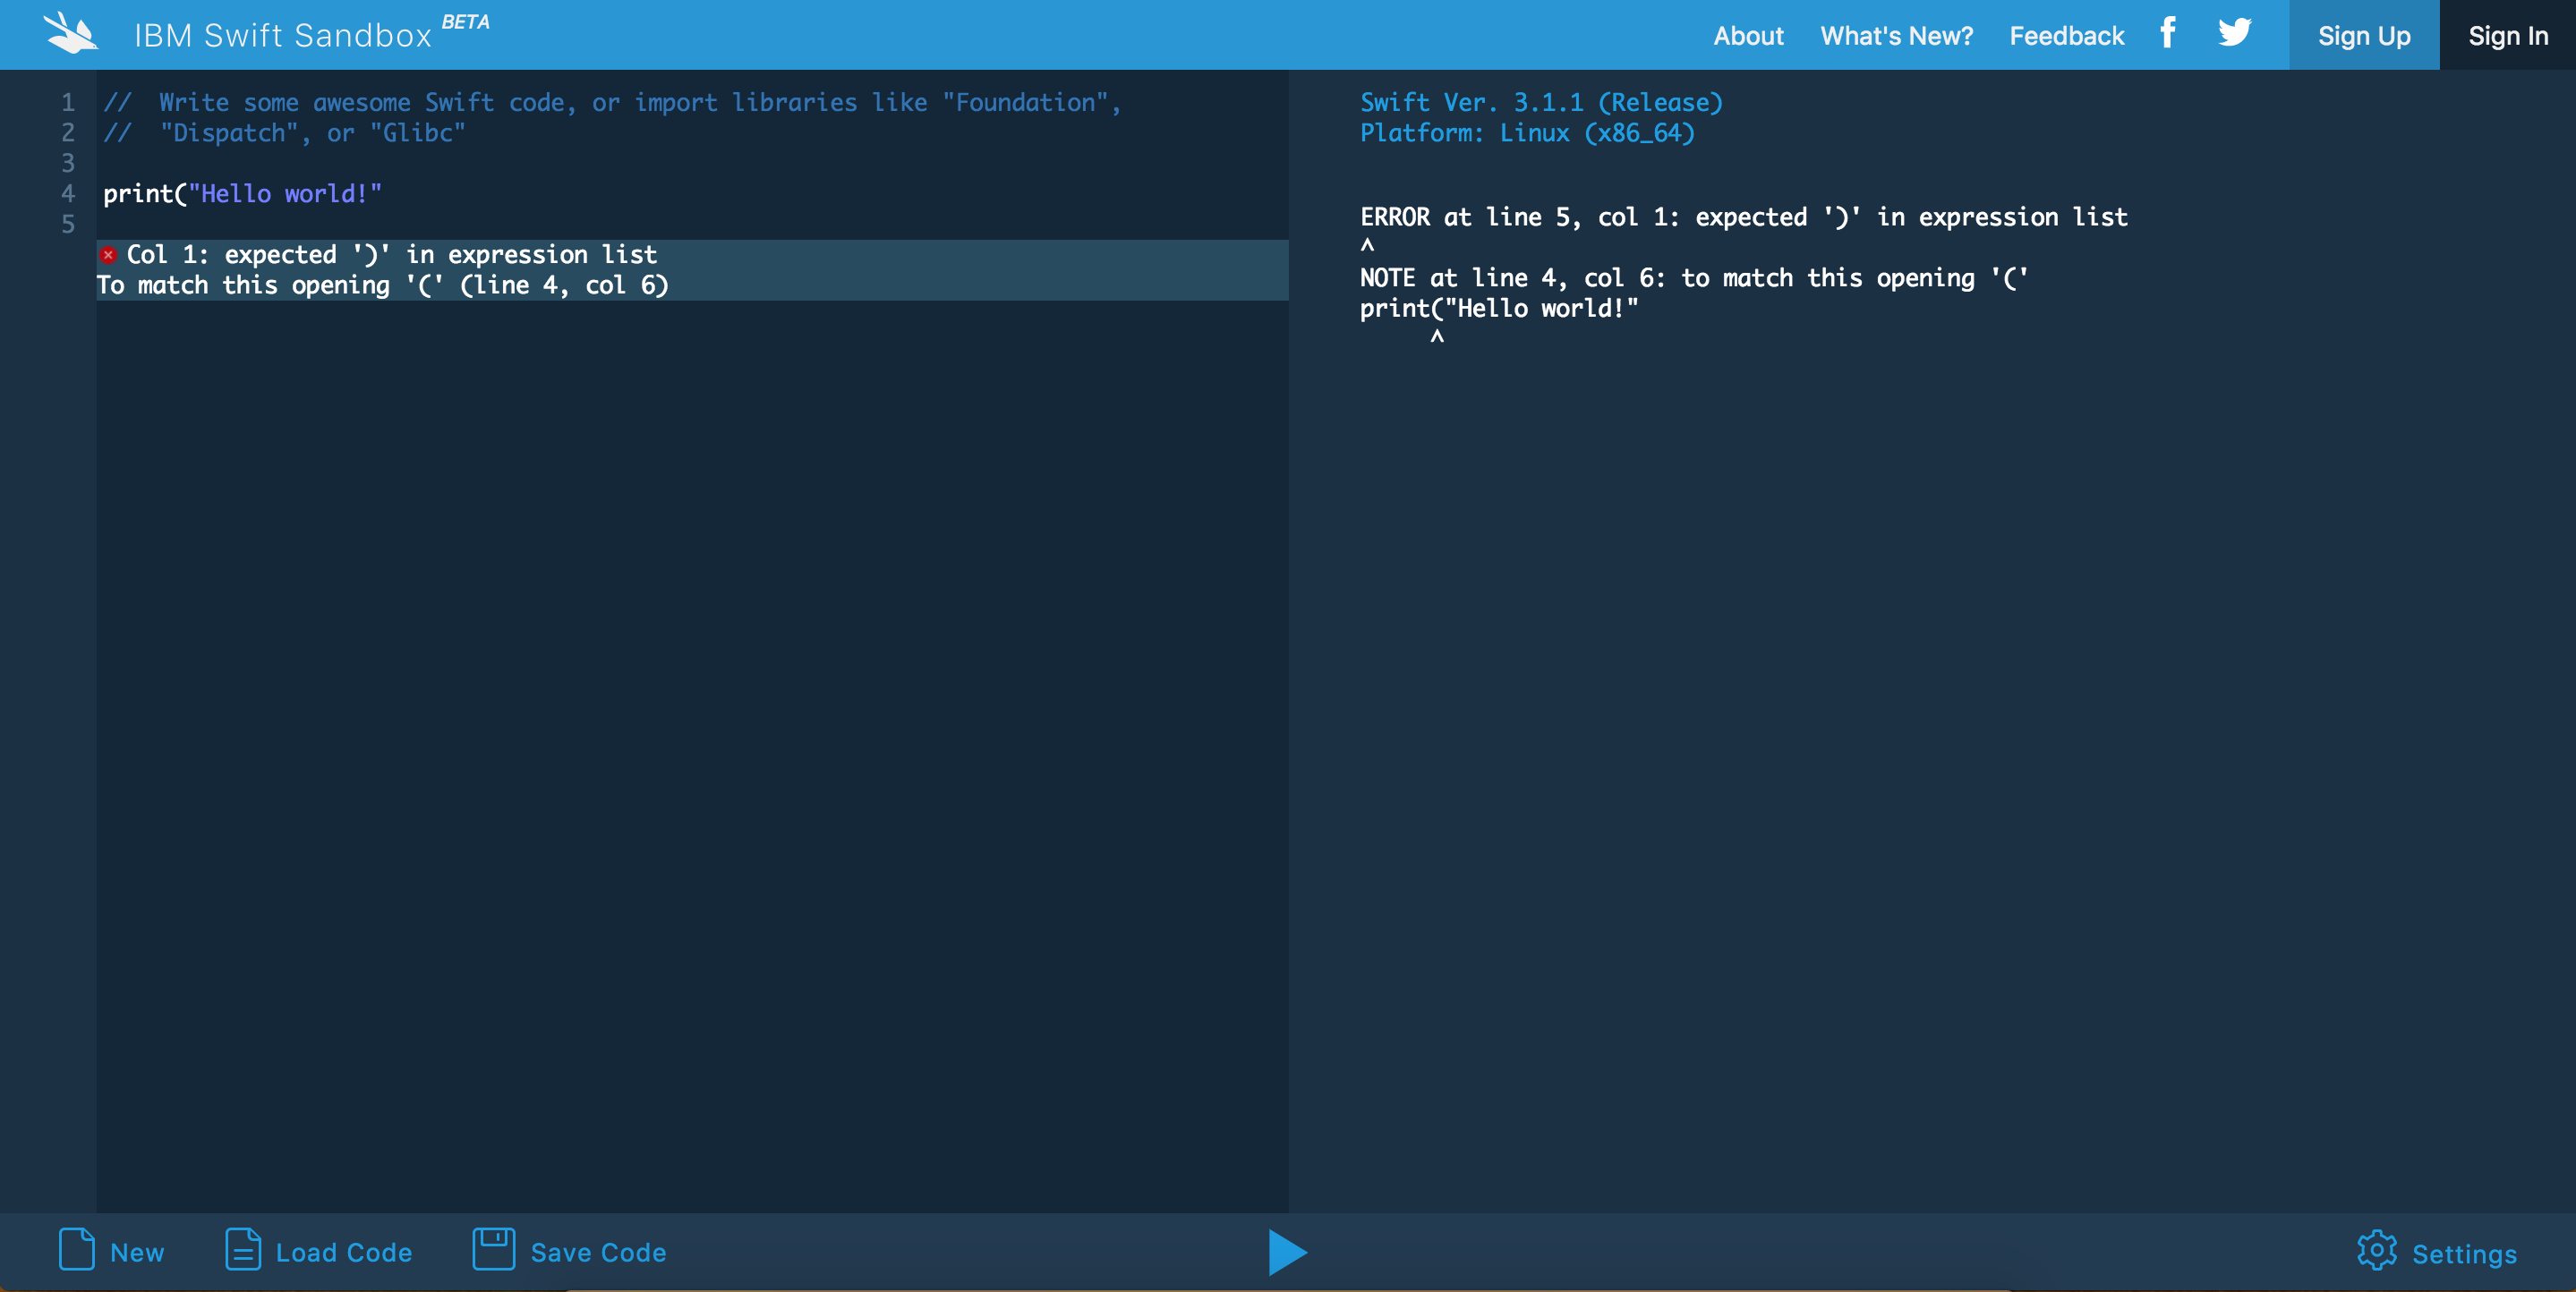 IBM Swift Sandbox BETA
About What's New? Feedback Sign Up Sign In
1 //  Write some awesome Swift code, or import libraries like "Foundation",
2 //  "Dispatch", or "Glibc"
3
4 print("Hello world!"
5
Col 1: expected ')' in expression list
To match this opening '(' (line 4, col 6)
Swift Ver. 3.1.1 (Release)
Platform: Linux (x86_64)
ERROR at line 5, col 1: expected ')' in expression list
^
NOTE at line 4, col 6: to match this opening '('
print("Hello world!"
     ^
New Load Code Save Code Settings